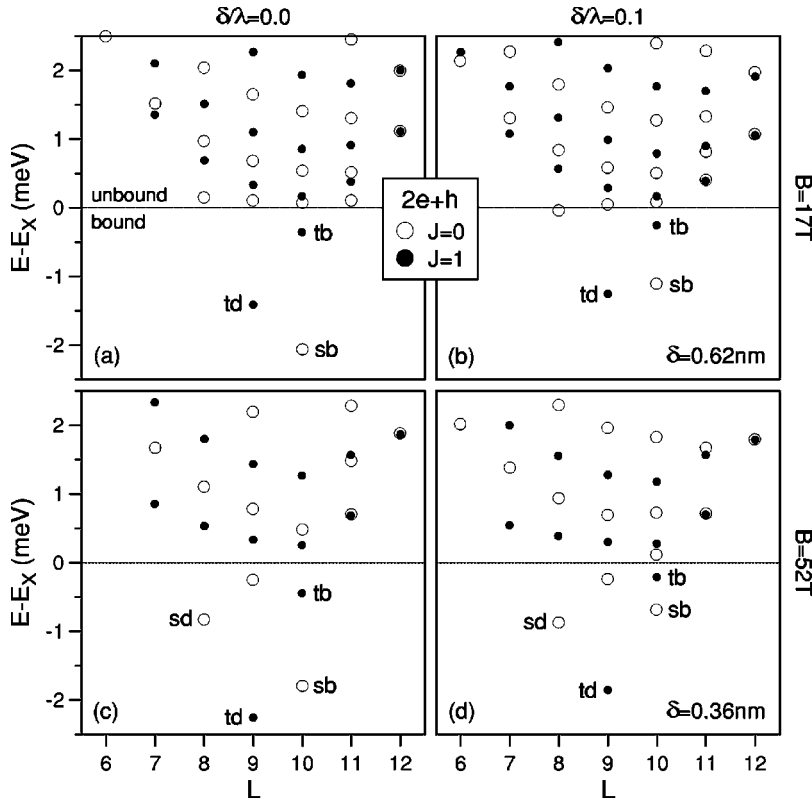 δ/λ=0.0
δ/λ=0.1
2
1
0
-1
-2
E-E_X (meV)
unbound
bound
tb
td
sb
(a)
2e+h
J=0
J=1
tb
sb
td
(b)
δ=0.62nm
B=17T
2
1
0
-1
-2
E-E_X (meV)
tb
sd
sb
td
(c)
tb
sb
sd
td
(d)
δ=0.36nm
B=52T
6 7 8 9 10 11 12
6 7 8 9 10 11 12
L
L